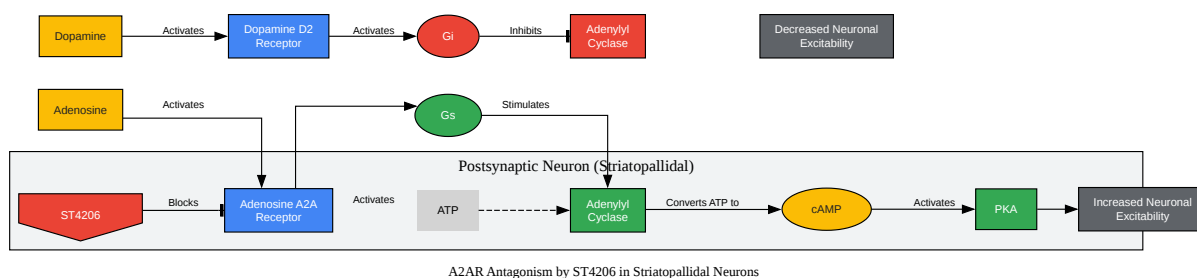 Dopamine
Activates
Dopamine D2
Receptor
Activates
Gi
Inhibits
Adenylyl
Cyclase
Decreased Neuronal
Excitability
Adenosine
Activates
Gs
Stimulates
Postsynaptic Neuron (Striatopallidal)
ST4206
Blocks
Adenosine A2A
Receptor
Activates
ATP
Adenylyl
Cyclase
Converts ATP to
cAMP
Activates
PKA
Increased Neuronal
Excitability
A2AR Antagonism by ST4206 in Striatopallidal Neurons